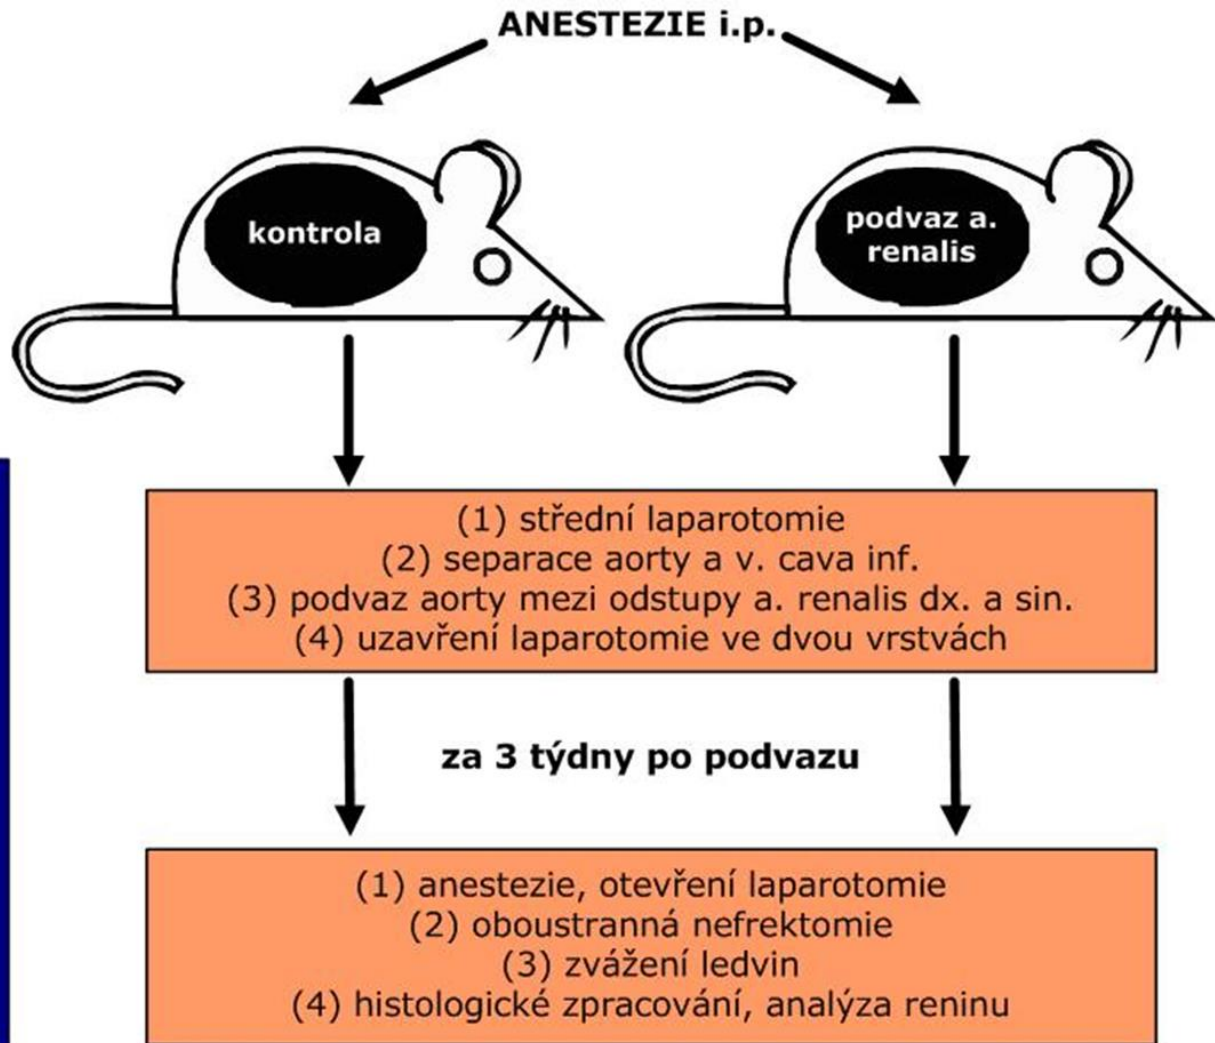 ANESTEZIE i.p.
kontrola
podvaz a.
renalis
(1) střední laparotomie
(2) separace aorty a v. cava inf.
(3) podvaz aorty mezi odstupy a. renalis dx. a sin.
(4) uzavření laparotomie ve dvou vrstvách
za 3 týdny po podvazu
(1) anestezie, otevření laparotomie
(2) oboustranná nefrektomie
(3) zvážení ledvin
(4) histologické zpracování, analýza reninu